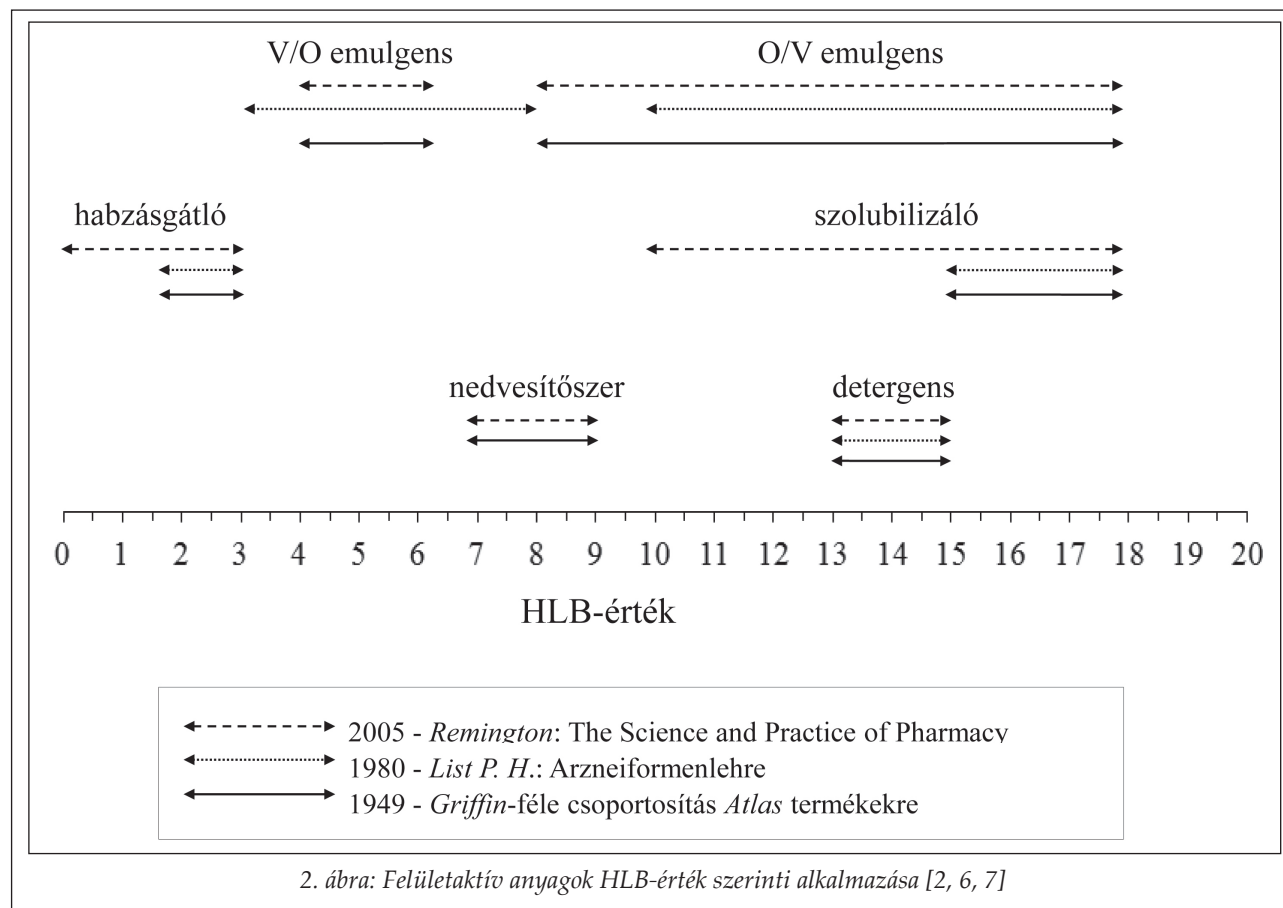 V/O emulgens O/V emulgens
habzásgátló szolubilizáló
nedvesítőszer detergens
0 1 2 3 4 5 6 7 8 9 10 11 12 13 14 15 16 17 18 19 20
HLB-érték
2005 - Remington: The Science and Practice of Pharmacy
1980 - List P. H.: Arzneiformenlehre
1949 - Griffin-féle csoportosítás Atlas termékekre
2. ábra: Felületaktív anyagok HLB-érték szerinti alkalmazása [2, 6, 7]